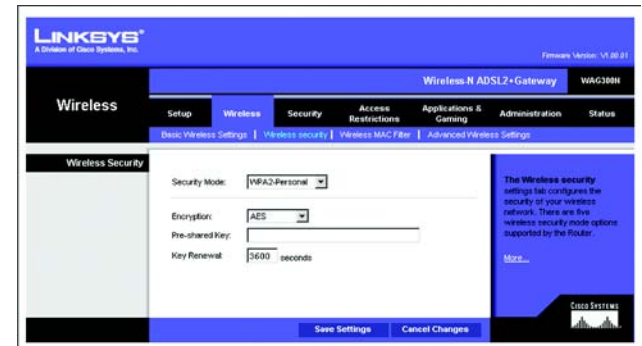 LINKSYS®
A Division of Cisco Systems, Inc.
Firmware Version: V1.00.01
Wireless-N ADSL2+Gateway WAG300N
Wireless
Setup Wireless Security Access Restrictions Applications & Gaming Administration Status
Basic Wireless Settings | Wireless security | Wireless MAC Filter | Advanced Wireless Settings
Wireless Security
Security Mode: WPA2-Personal
Encryption: AES
Pre-shared Key:
Key Renewal: 3600 seconds
The Wireless security
settings tab configures the
security of your wireless
network. There are five
wireless security mode options
supported by the Router.
More...
CISCO SYSTEMS
Save Settings Cancel Changes